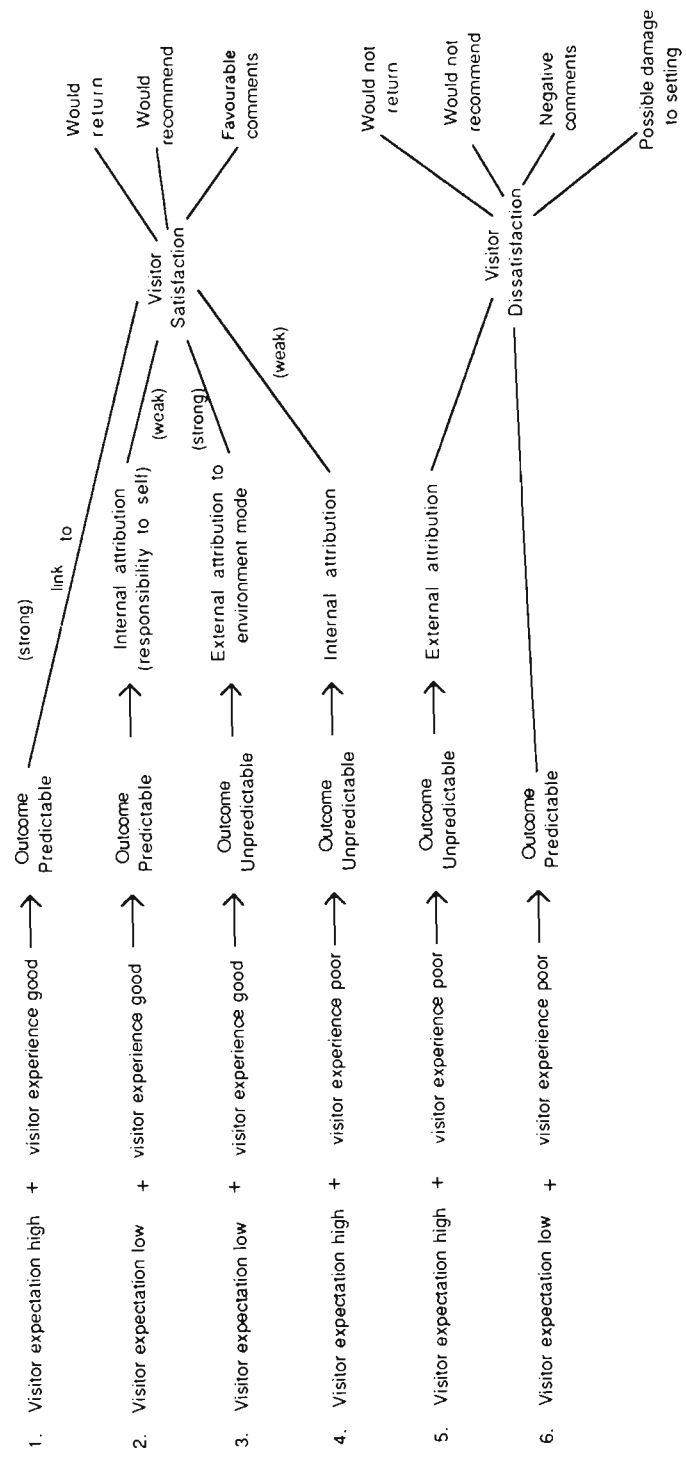 1. Visitor expectation high + visitor experience good
Outcome
Predictable
(strong)
link to
2. Visitor expectation low + visitor experience good
Outcome
Predictable
Internal attribution
(responsibility to self)
(weak)
3. Visitor expectation low + visitor experience good
Outcome
Unpredictable
External attribution to
environment mode
(strong)
4. Visitor expectation high + visitor experience poor
Outcome
Unpredictable
Internal attribution
(weak)
5. Visitor expectation high + visitor experience poor
Outcome
Unpredictable
External attribution
6. Visitor expectation low + visitor experience poor
Outcome
Predictable
Visitor
Satisfaction
Would
return
Would
recommend
Favourable
comments
Visitor
Dissatisfaction
Would not
return
Would not
recommend
Negative
comments
Possible damage
to setting